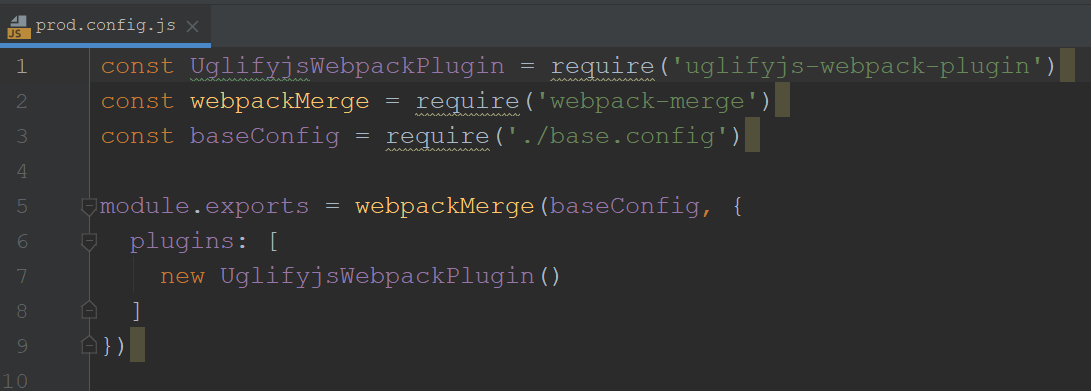 prod.config.js
1 const UglifyjsWebpackPlugin = require('uglifyjs-webpack-plugin')
2 const webpackMerge = require('webpack-merge')
3 const baseConfig = require('./base.config')
4
5 module.exports = webpackMerge(baseConfig, {
6   plugins: [
7     new UglifyjsWebpackPlugin()
8   ]
9 })
10